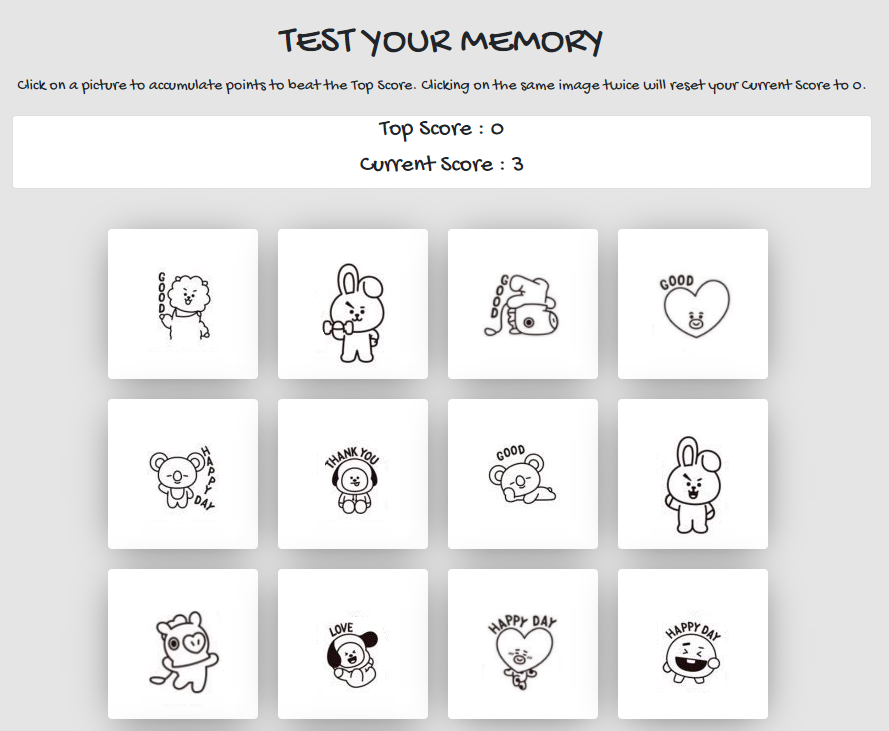 TEST YOUR MEMORY
Click on a picture to accumulate points to beat the Top Score. Clicking on the same image twice will reset your Current Score to 0.
Top Score : 0
Current Score : 3
GOOD
GOOD
GOOD
HAPPY DAY
THANK YOU
GOOD
LOVE
HAPPY DAY
HAPPY DAY